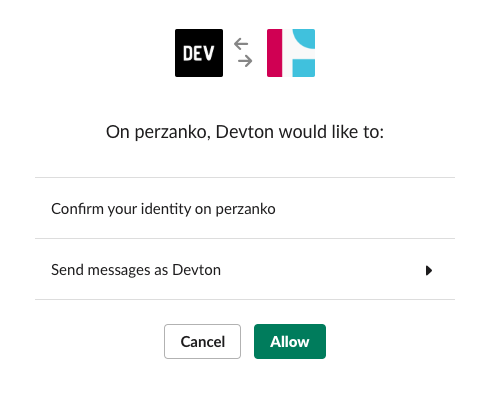 DEV
On perzanko, Devton would like to:
Confirm your identity on perzanko
Send messages as Devton
Cancel Allow